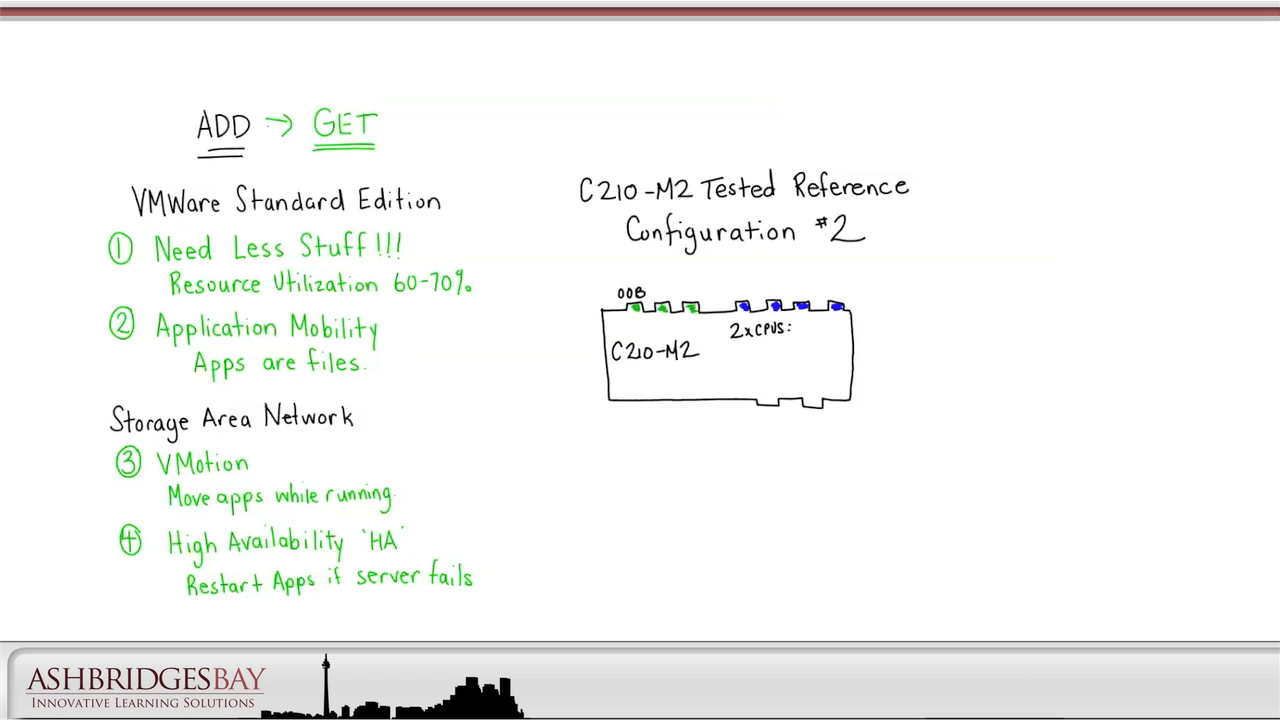 ADD → GET
VMWare Standard Edition
① Need Less Stuff!!!
Resource Utilization 60-70%
② Application Mobility
Apps are files.
Storage Area Network
③ VMotion
Move apps while running.
④ High Availability 'HA'
Restart Apps if server fails
C210-M2 Tested Reference
Configuration #2
OOB
2xCPUS:
C210-M2
ASHBRIDGESBAY
INNOVATIVE LEARNING SOLUTIONS